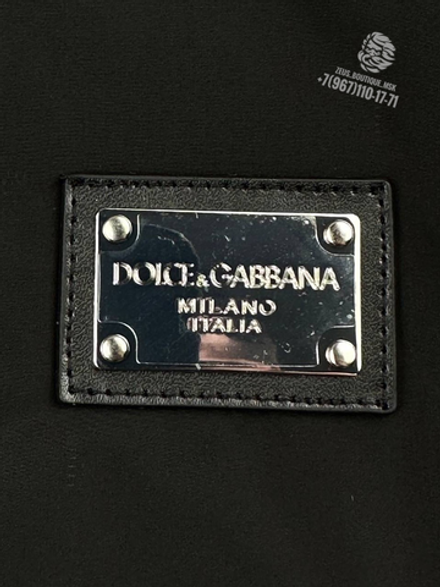 ZEUS_BOUTIQUE_MSK
+7(967)110-17-71
DOLCE&GABBANA
MILANO
ITALIA